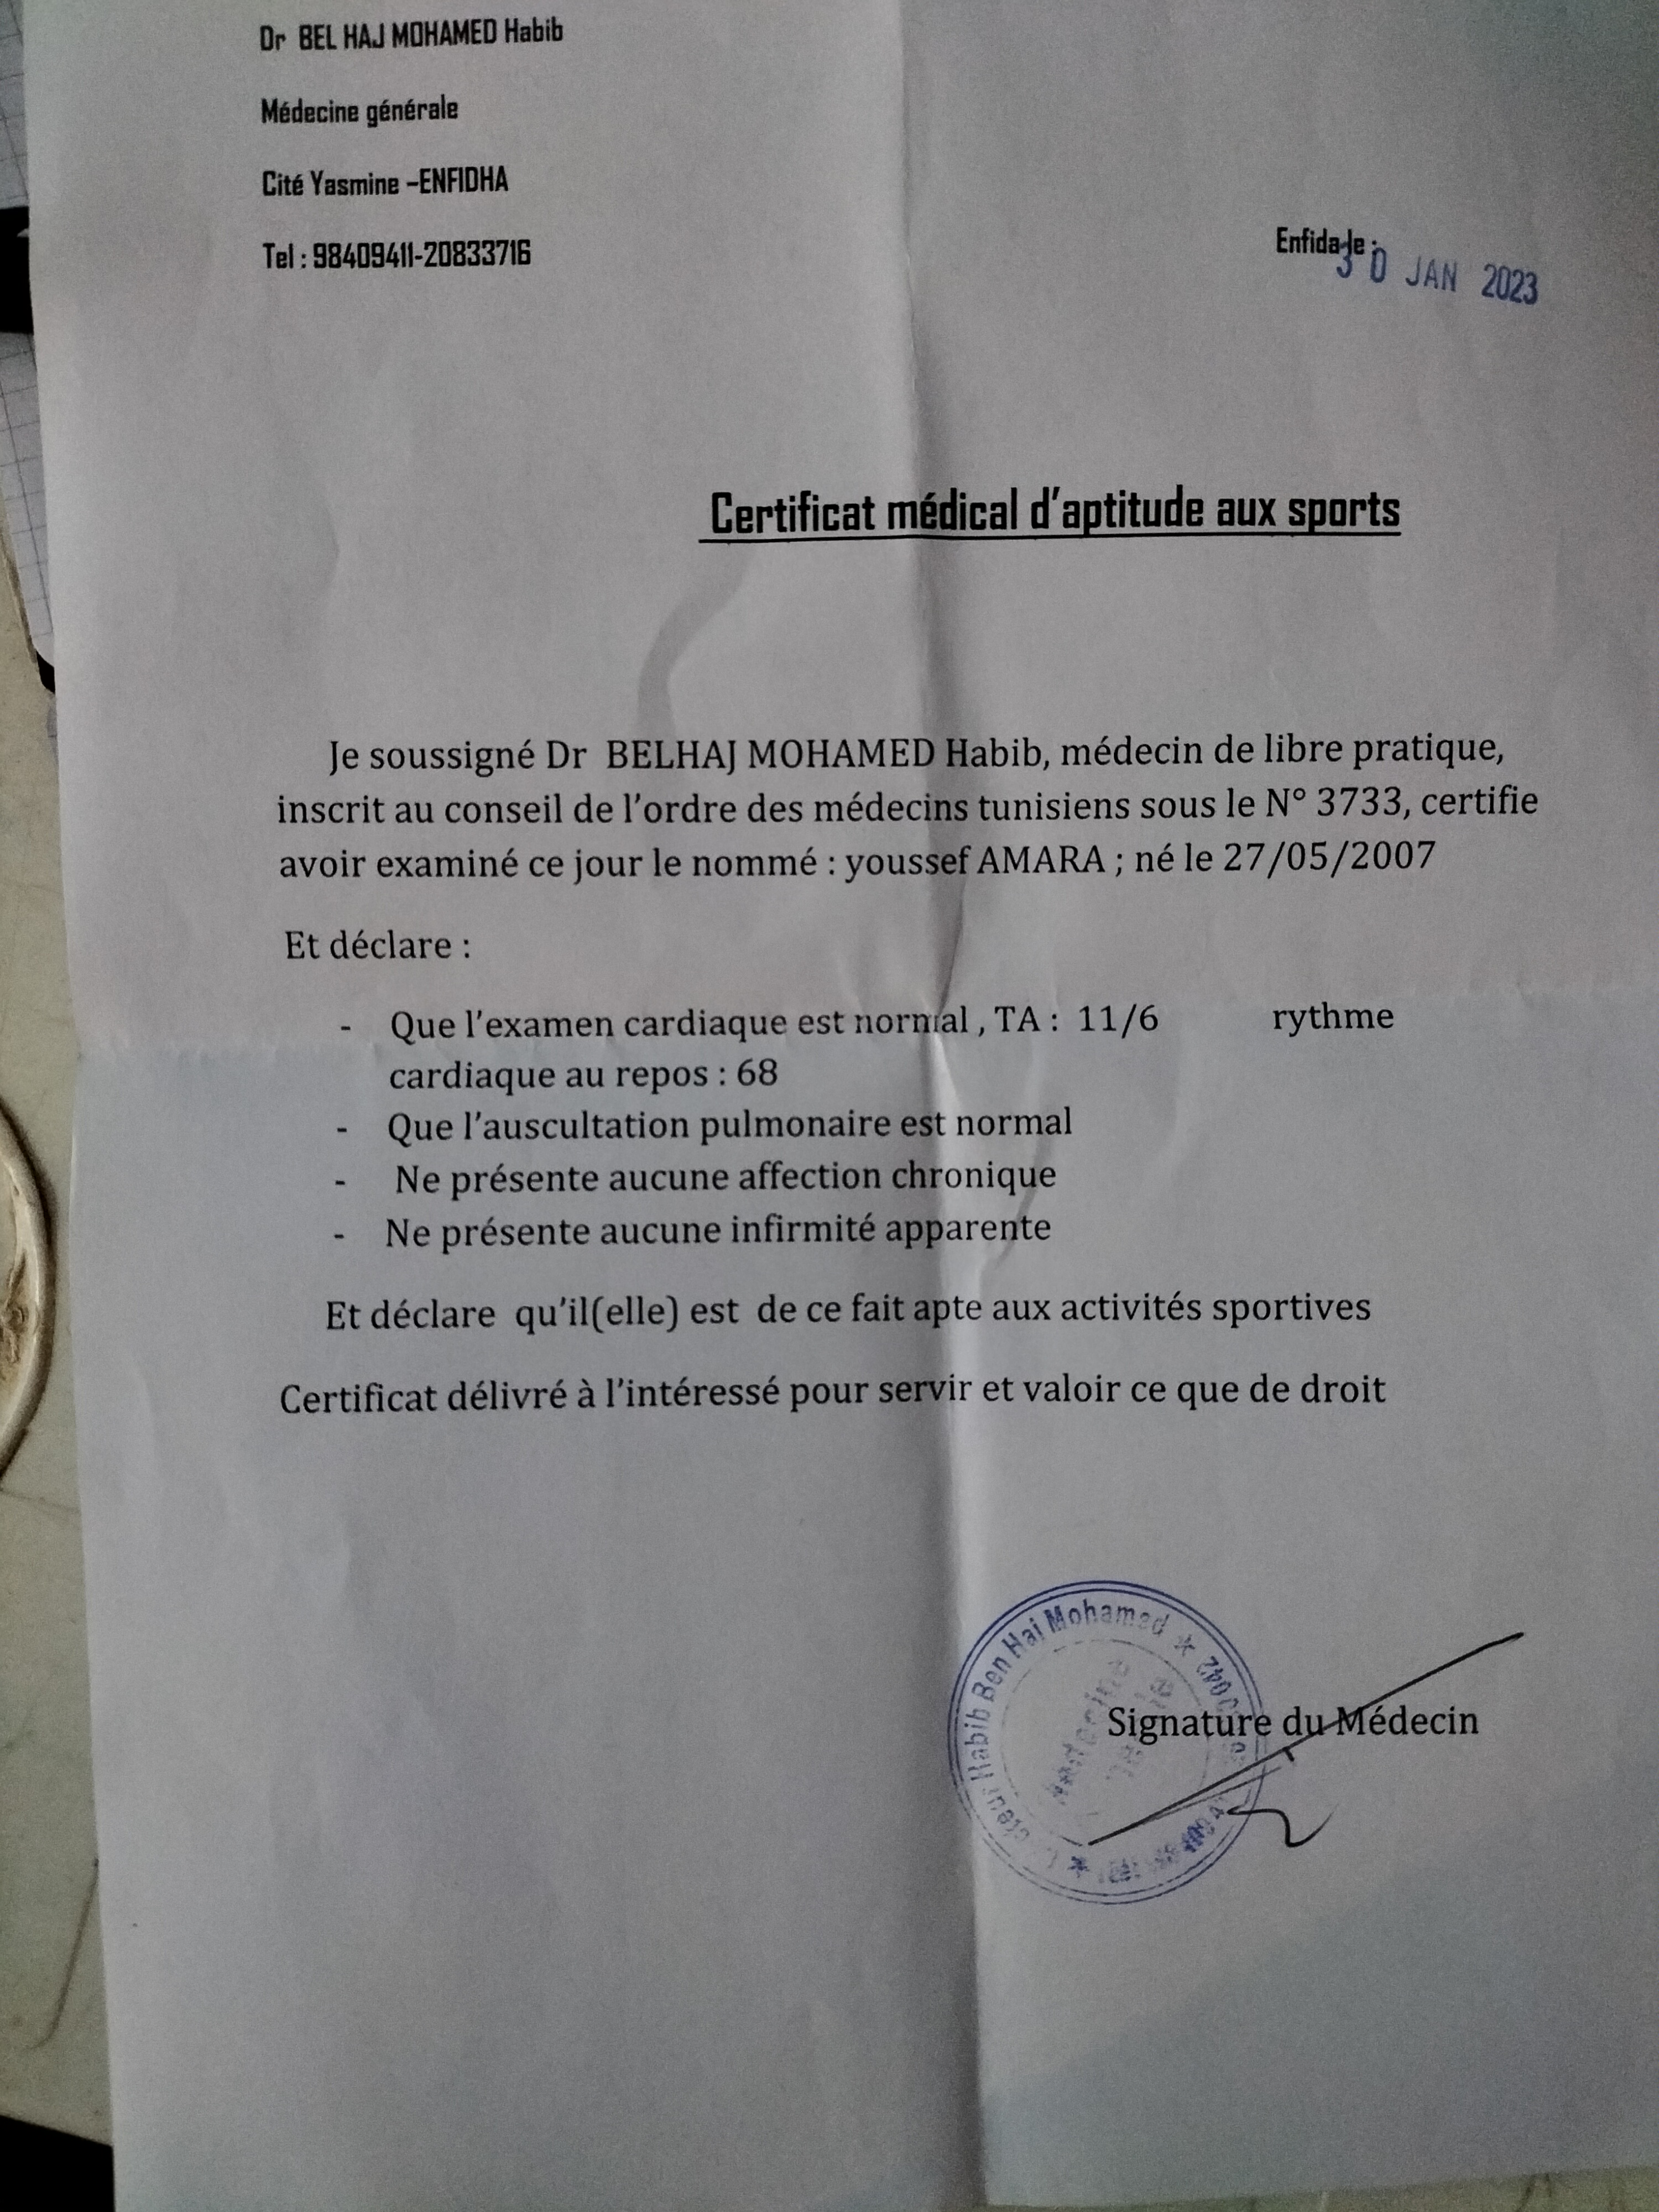 Dr BEL HAJ MOHAMED Habib
Médecine générale
Cité Yasmine –ENFIDHA
Tel : 98409411-20833716
Enfida le :
30 JAN 2023
Certificat médical d’aptitude aux sports
Je soussigné Dr BELHAJ MOHAMED Habib, médecin de libre pratique,
inscrit au conseil de l’ordre des médecins tunisiens sous le N° 3733, certifie
avoir examiné ce jour le nommé : youssef AMARA ; né le 27/05/2007
Et déclare :
- Que l’examen cardiaque est normal , TA : 11/6 rythme
cardiaque au repos : 68
- Que l’auscultation pulmonaire est normal
- Ne présente aucune affection chronique
- Ne présente aucune infirmité apparente
Et déclare qu’il(elle) est de ce fait apte aux activités sportives
Certificat délivré à l’intéressé pour servir et valoir ce que de droit
Habib Ben Haj Mohamed
Signature du Médecin